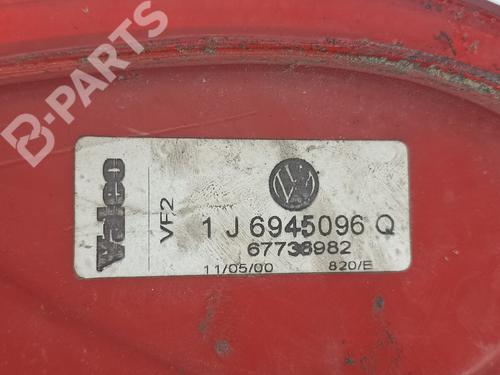 B-PARTS
Valeo
VF2
1 J 6945096 Q
67738982
11/05/00 820/E